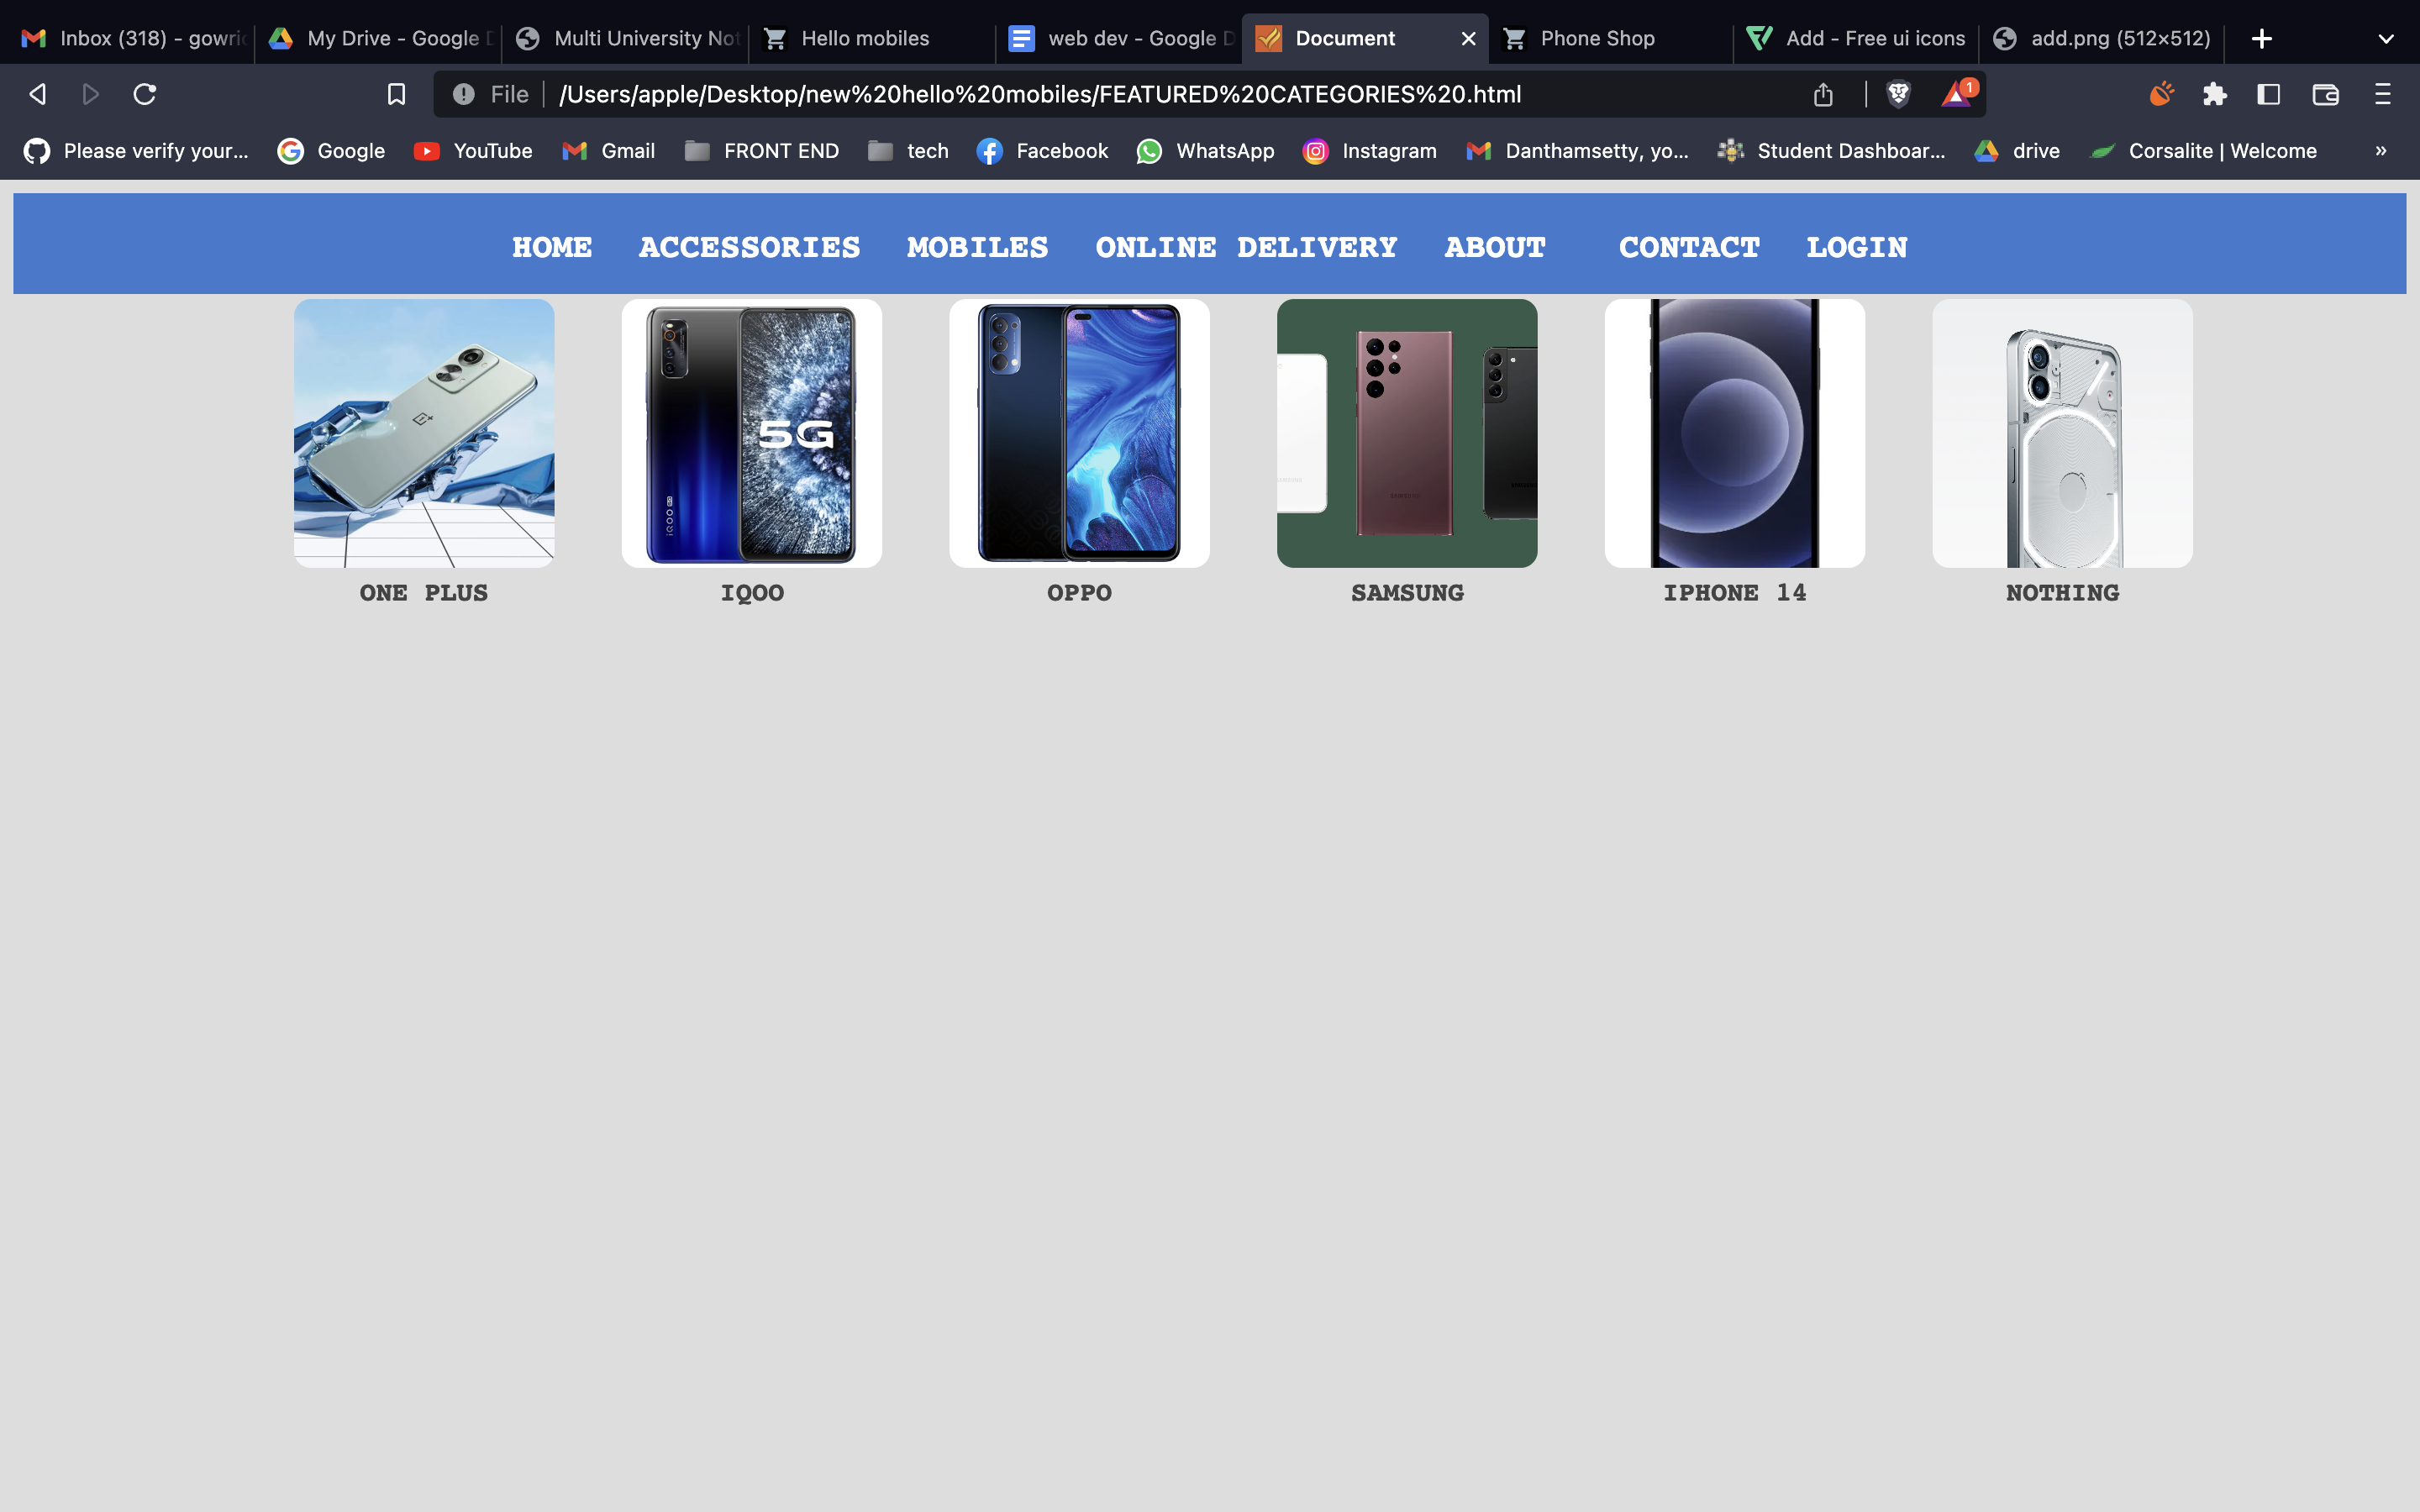 Inbox (318) - gowri
My Drive - Google D
Multi University Not
Hello mobiles
web dev - Google D
Document
Phone Shop
Add - Free ui icons
add.png (512×512)
File
/Users/apple/Desktop/new%20hello%20mobiles/FEATURED%20CATEGORIES%20.html
1
Please verify your...
Google
YouTube
Gmail
FRONT END
tech
Facebook
WhatsApp
Instagram
Danthamsetty, yo...
Student Dashboar...
drive
Corsalite | Welcome
»
HOME ACCESSORIES MOBILES ONLINE DELIVERY ABOUT CONTACT LOGIN
5G
iQOO
SAMSUNG
ONE PLUS
IQOO
OPPO
SAMSUNG
IPHONE 14
NOTHING